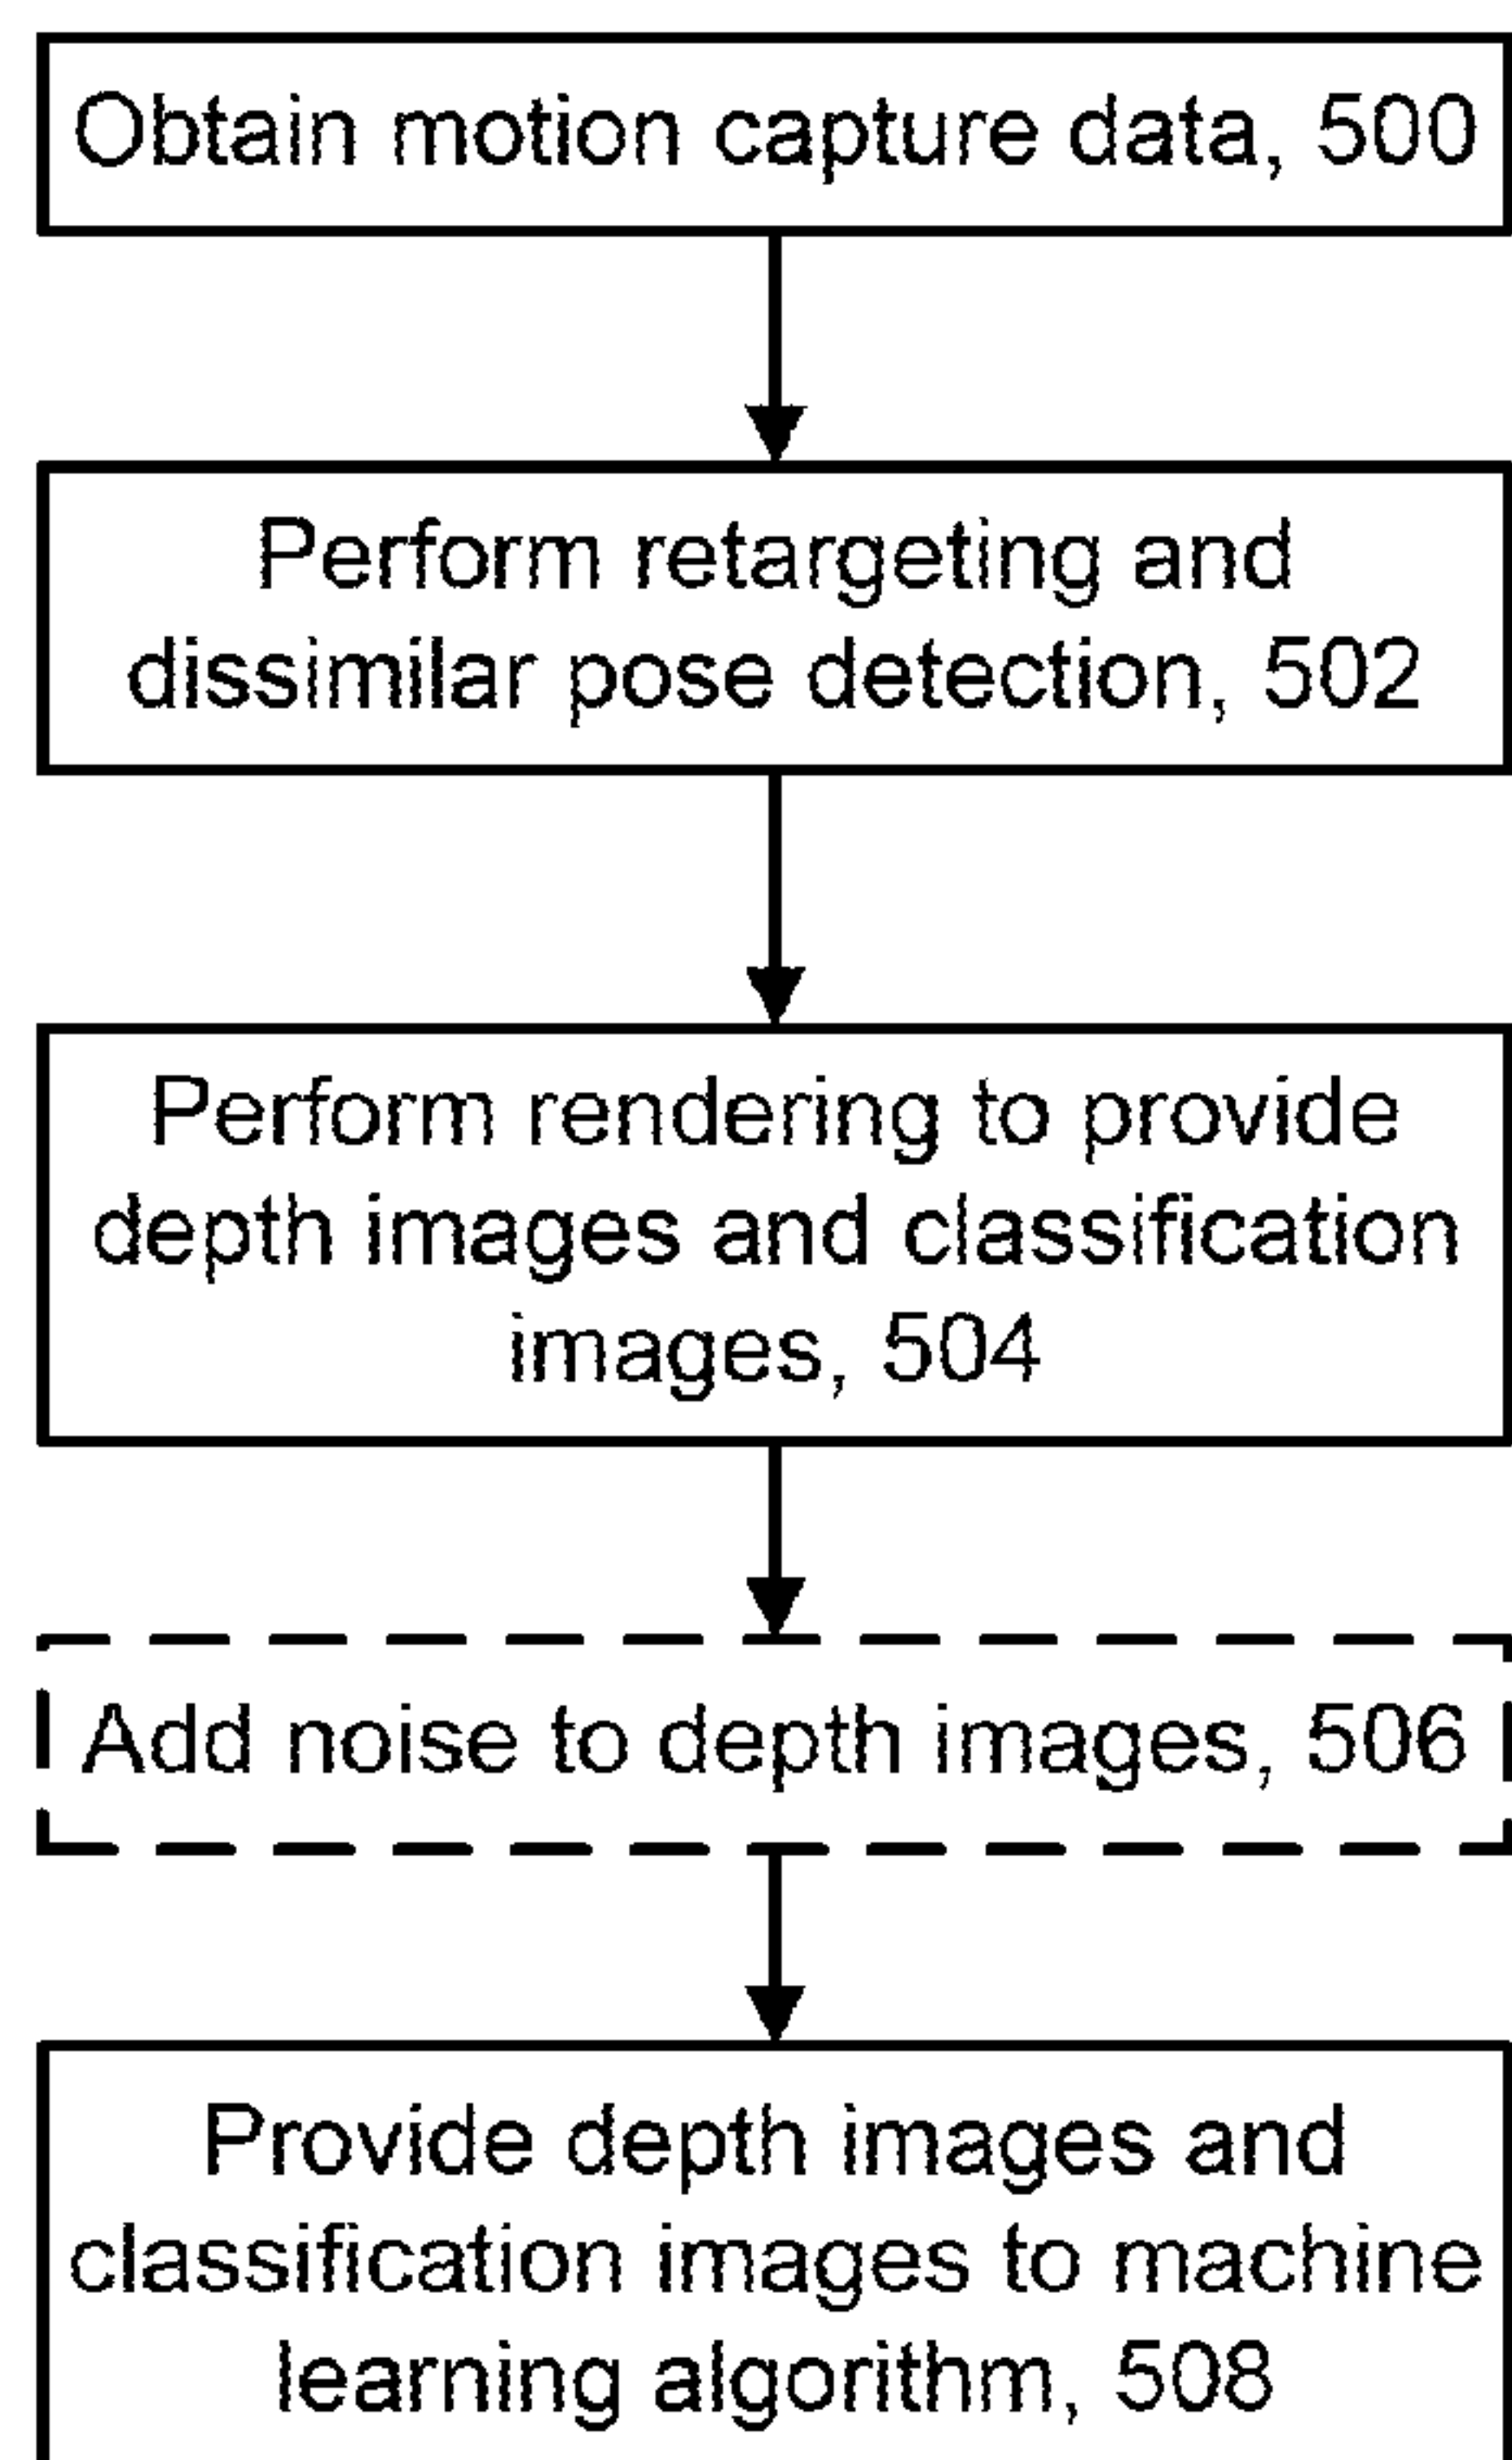 Obtain motion capture data, 500
Perform retargeting and
dissimilar pose detection, 502
Perform rendering to provide
depth images and classification
images, 504
Add noise to depth images, 506
Provide depth images and
classification images to machine
learning algorithm, 508